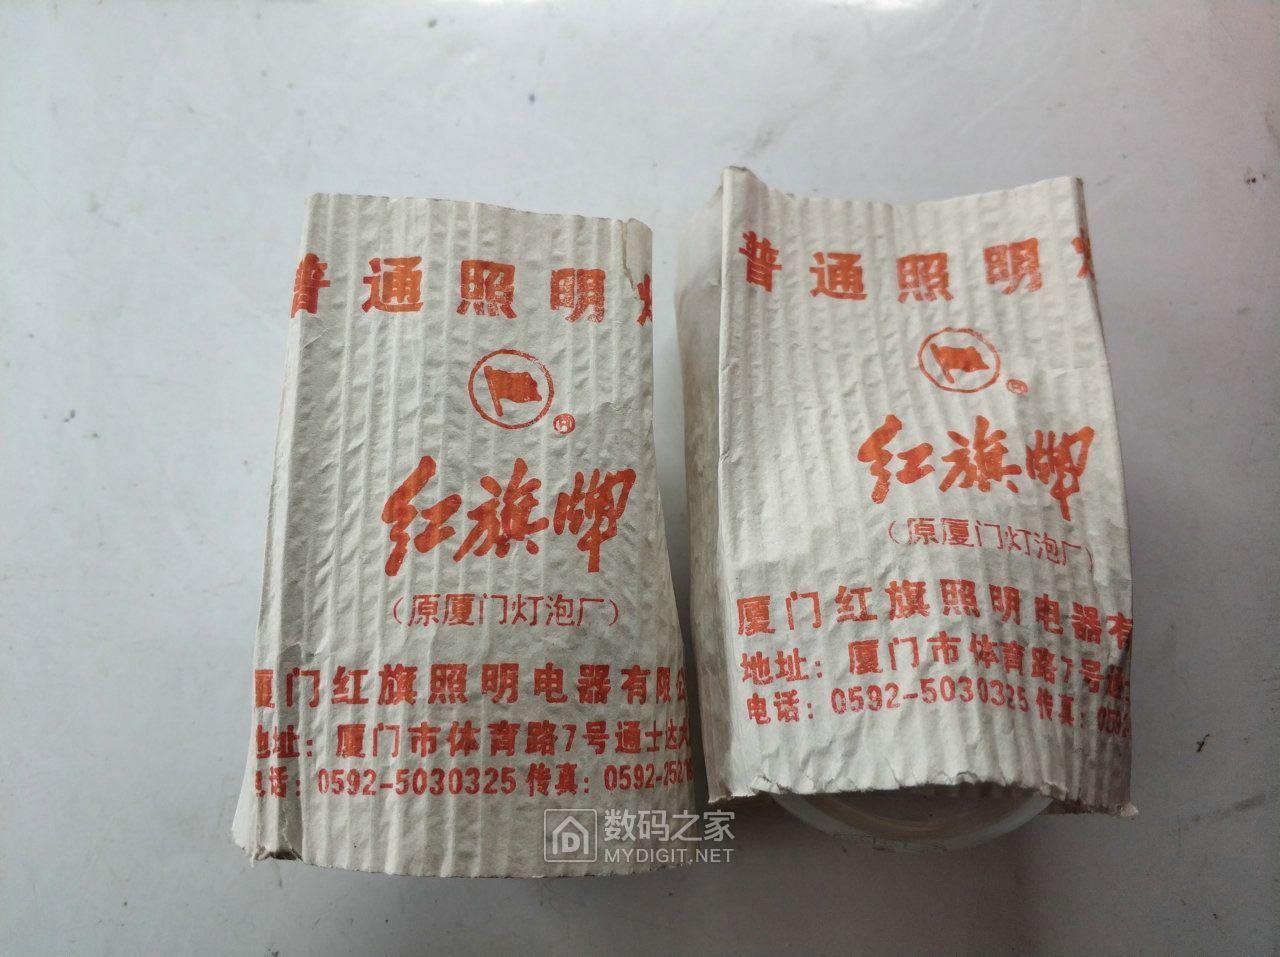 普通照明
R
红旗牌
（原厦门灯泡厂）
厦门红旗照明电器有限公
地址：厦门市体育路7号通士达大
电话：0592-5030325 传真：0592-252
普通照明
R
红旗牌
（原厦门灯泡厂）
厦门红旗照明电器有
地址：厦门市体育路7号通
电话：0592-5030325 传真：0592
数码之家
MYDIGIT.NET